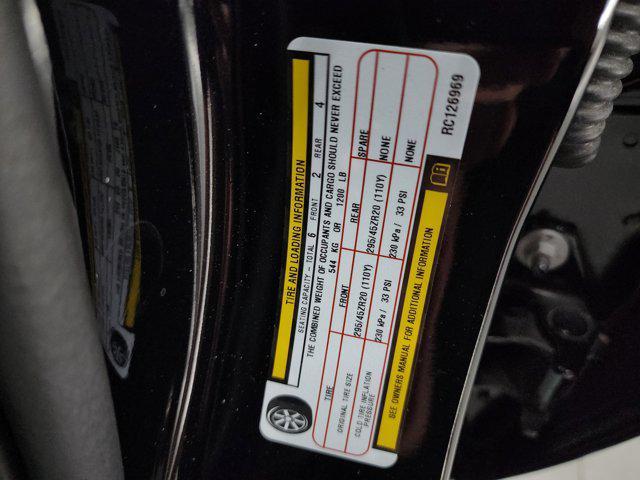 TIRE AND LOADING INFORMATION
SEATING CAPACITY - TOTAL 6 FRONT 2 REAR 4
THE COMBINED WEIGHT OF OCCUPANTS AND CARGO SHOULD NEVER EXCEED
544 KG OR 1200 LB
TIRE FRONT REAR SPARE
ORIGINAL TIRE SIZE 295/45ZR20 (110Y) 295/45ZR20 (110Y) NONE
COLD TIRE INFLATION PRESSURE 230 kPa / 33 PSI 230 kPa / 33 PSI NONE
SEE OWNERS MANUAL FOR ADDITIONAL INFORMATION
RC126969